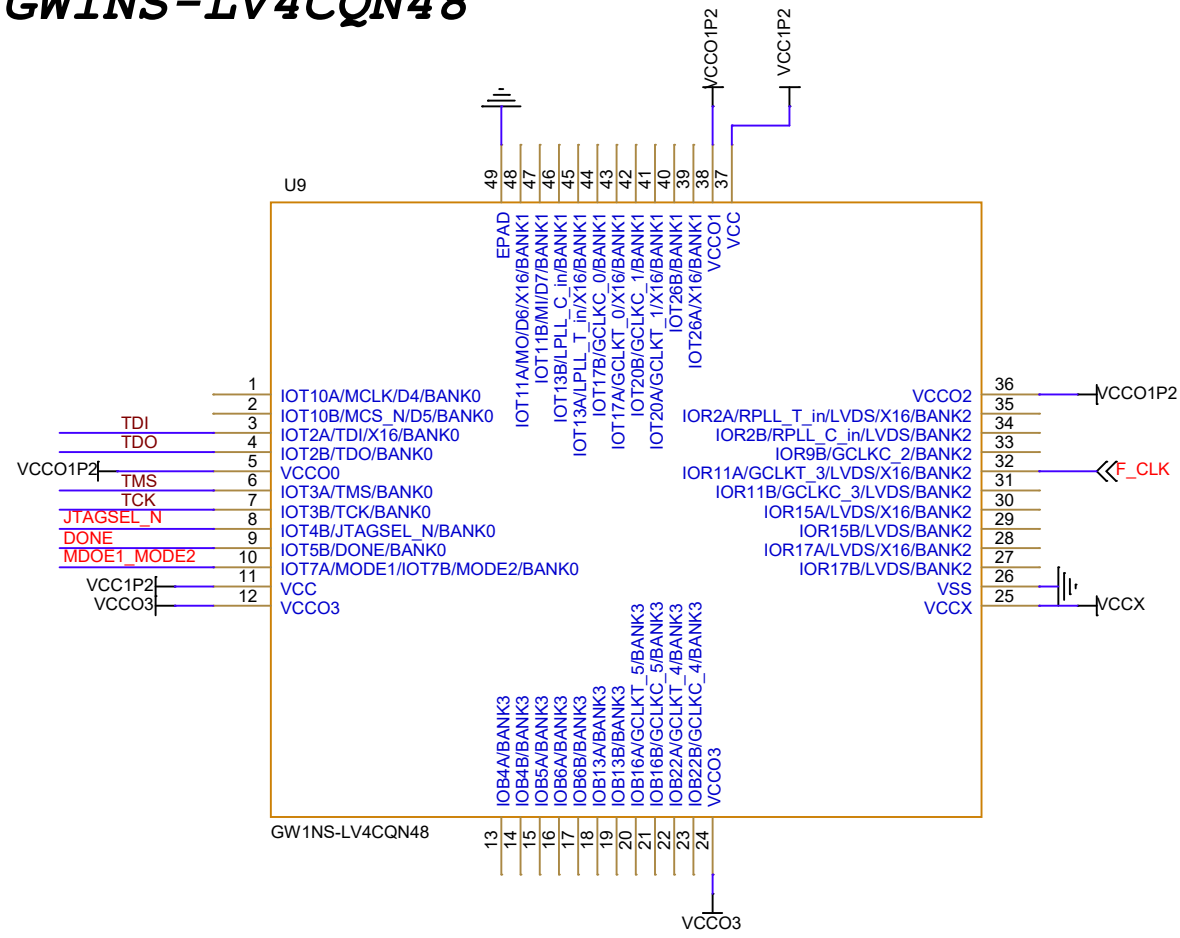 GW1NS-LV4CQN48
VCCO1P2
VCC1P2
U9
49
48
47
46
45
44
43
42
41
40
39
38
37
EPAD
IOT11A/MO/D6/X16/BANK1
IOT11B/MI/D7/BANK1
IOT13B/LPLL_C_in/BANK1
IOT13A/LPLL_T_in/X16/BANK1
IOT17B/GCLKC_0/BANK1
IOT17A/GCLKT_0/X16/BANK1
IOT20B/GCLKC_1/BANK1
IOT20A/GCLKT_1/X16/BANK1
IOT26B/BANK1
IOT26A/X16/BANK1
VCCO1
VCC
1 IOT10A/MCLK/D4/BANK0
2 IOT10B/MCS_N/D5/BANK0
TDI 3 IOT2A/TDI/X16/BANK0
TDO 4 IOT2B/TDO/BANK0
VCCO1P2 5 VCCO0
TMS 6 IOT3A/TMS/BANK0
TCK 7 IOT3B/TCK/BANK0
JTAGSEL_N 8 IOT4B/JTAGSEL_N/BANK0
DONE 9 IOT5B/DONE/BANK0
MDOE1_MODE2 10 IOT7A/MODE1/IOT7B/MODE2/BANK0
VCC1P2 11 VCC
VCCO3 12 VCCO3
VCCO2 36 VCCO1P2
IOR2A/RPLL_T_in/LVDS/X16/BANK2 35
IOR2B/RPLL_C_in/LVDS/BANK2 34
IOR9B/GCLKC_2/BANK2 33
IOR11A/GCLKT_3/LVDS/X16/BANK2 32 F_CLK
IOR11B/GCLKC_3/LVDS/BANK2 31
IOR15A/LVDS/X16/BANK2 30
IOR15B/LVDS/BANK2 29
IOR17A/LVDS/X16/BANK2 28
IOR17B/LVDS/BANK2 27
VSS 26
VCCX 25 VCCX
IOB4A/BANK3
IOB4B/BANK3
IOB5A/BANK3
IOB6A/BANK3
IOB6B/BANK3
IOB13A/BANK3
IOB13B/BANK3
IOB16A/GCLKT_5/BANK3
IOB16B/GCLKC_5/BANK3
IOB22A/GCLKT_4/BANK3
IOB22B/GCLKC_4/BANK3
VCCO3
GW1NS-LV4CQN48
13
14
15
16
17
18
19
20
21
22
23
24
VCCO3